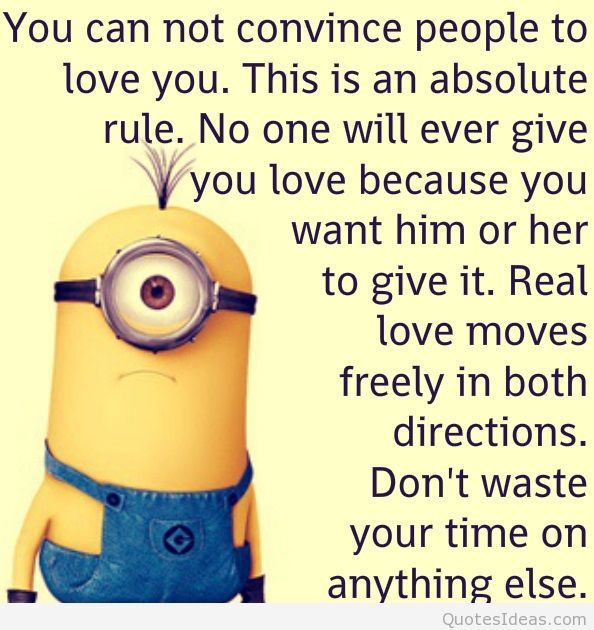 You can not convince people to
love you. This is an absolute
rule. No one will ever give
you love because you
want him or her
to give it. Real
love moves
freely in both
directions.
Don't waste
your time on
anything else.
QuotesIdeas.com